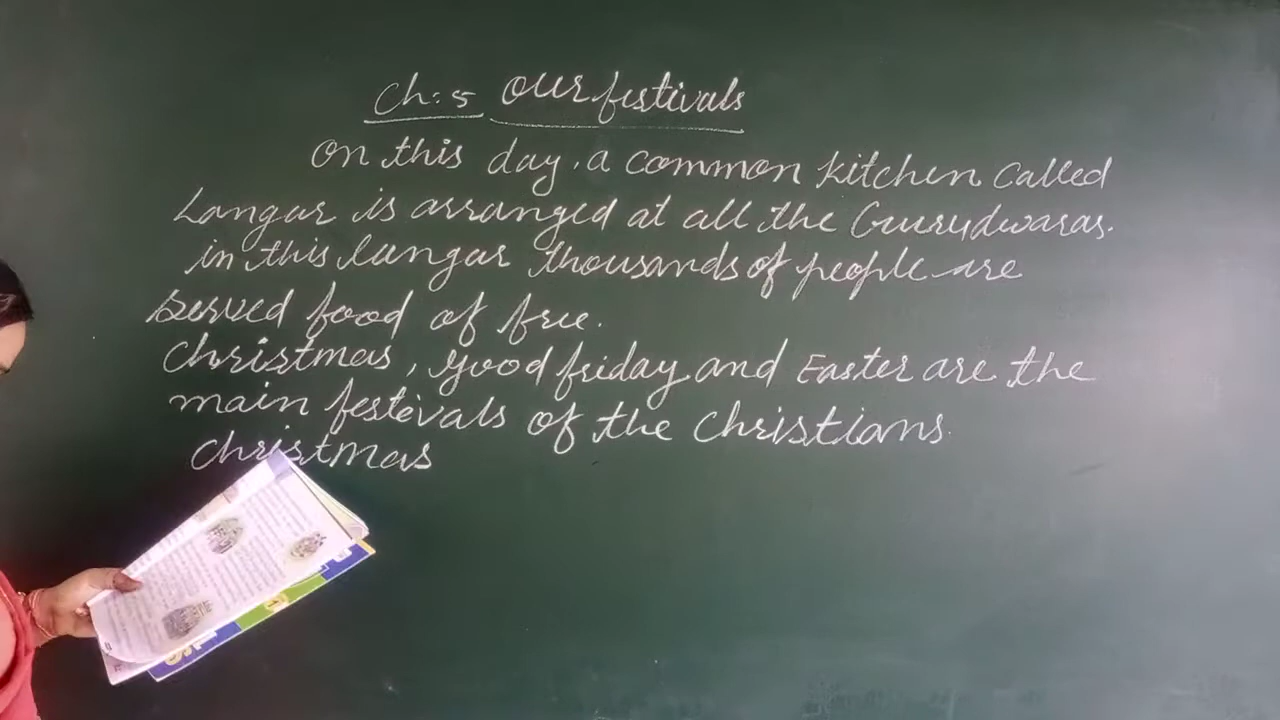 Ch: 5 Our festivals
On this day, a common kitchen called
Langar is arranged at all the Gurudwaras.
in this langar thousands of people are
served food of free.
Christmas, Good friday and Easter are the
main festivals of the Christians.
Christmas